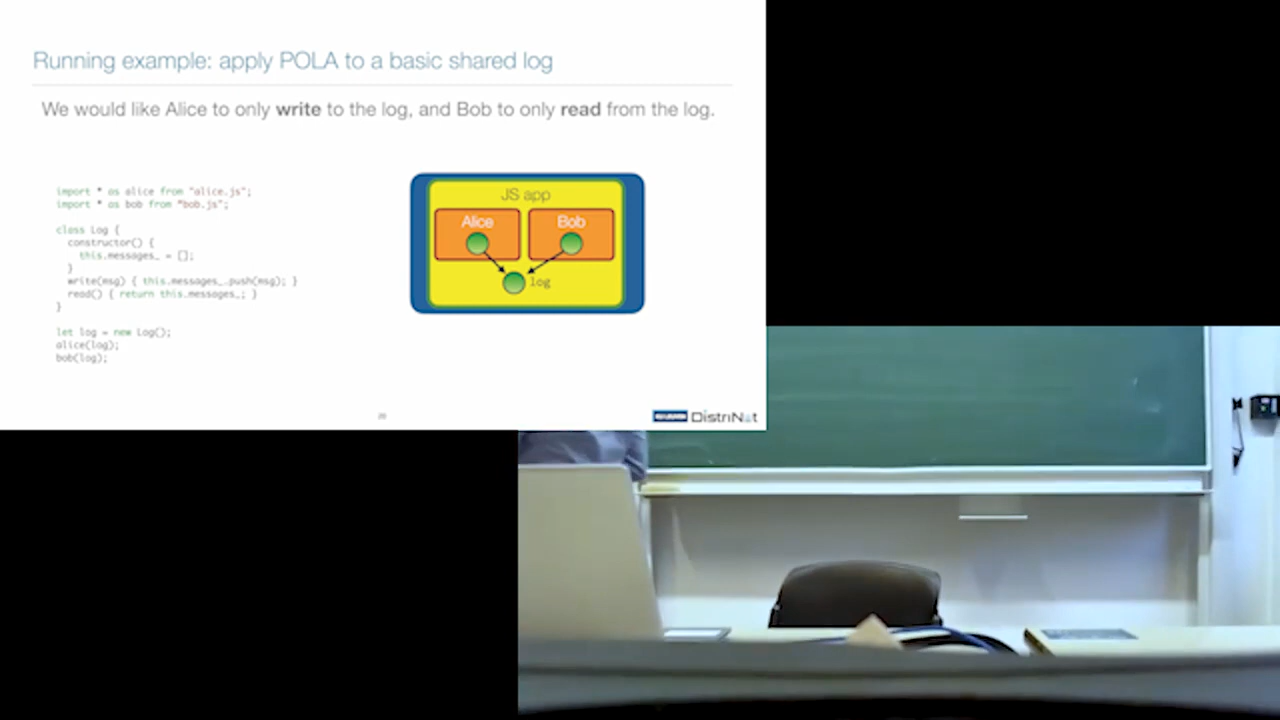 Running example: apply POLA to a basic shared log
We would like Alice to only write to the log, and Bob to only read from the log.
import * as alice from "alice.js";
import * as bob from "bob.js";
class Log {
constructor() {
this.messages_ = [];
}
write(msg) { this.messages_.push(msg); }
read() { return this.messages_; }
}
let log = new Log();
alice(log);
bob(log);
JS app
Alice
Bob
log
DistriNet